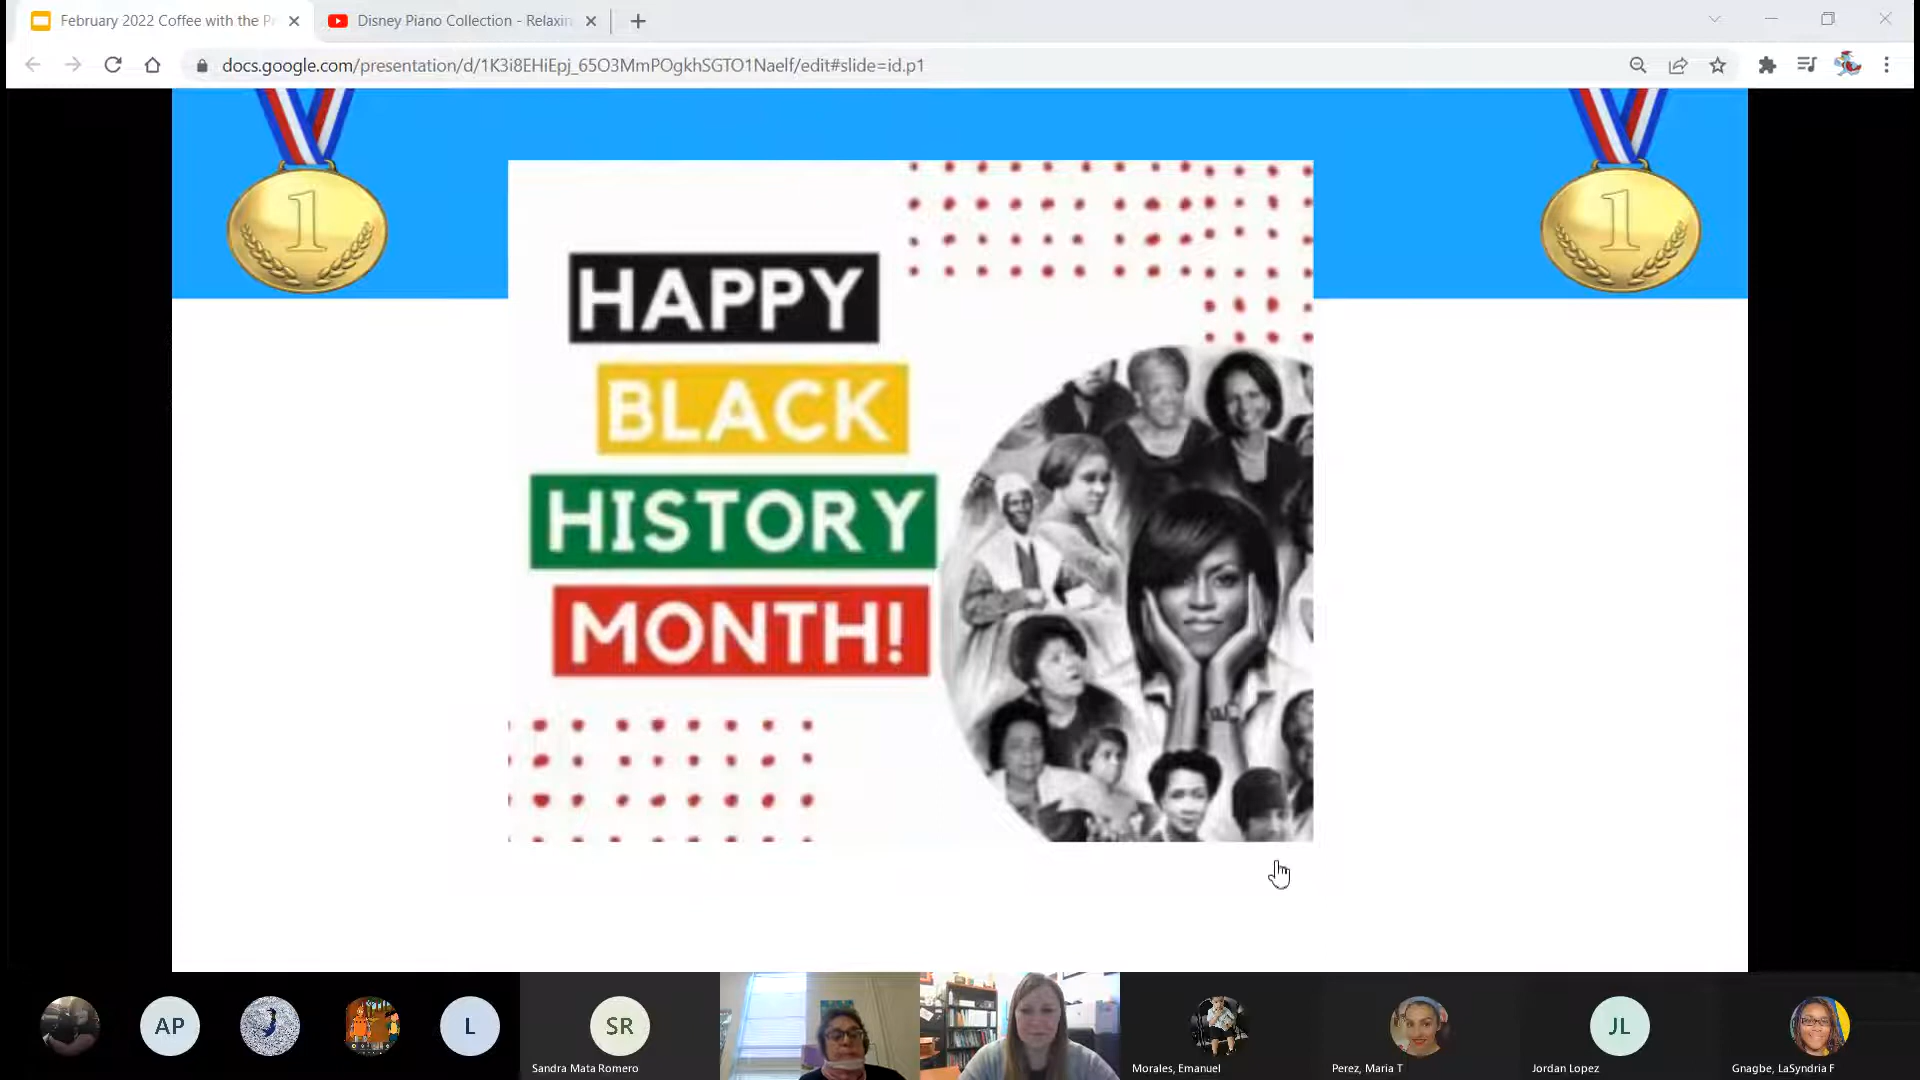 February 2022 Coffee with the Pr
Disney Piano Collection - Relaxin
docs.google.com/presentation/d/1K3i8EHiEpj_65O3MmPOgkhSGTO1Naelf/edit#slide=id.p1
1
1
HAPPY
BLACK
HISTORY
MONTH!
AP
L
SR
JL
Sandra Mata Romero
Morales, Emanuel
Perez, Maria T
Jordan Lopez
Gnagbe, LaSyndria F